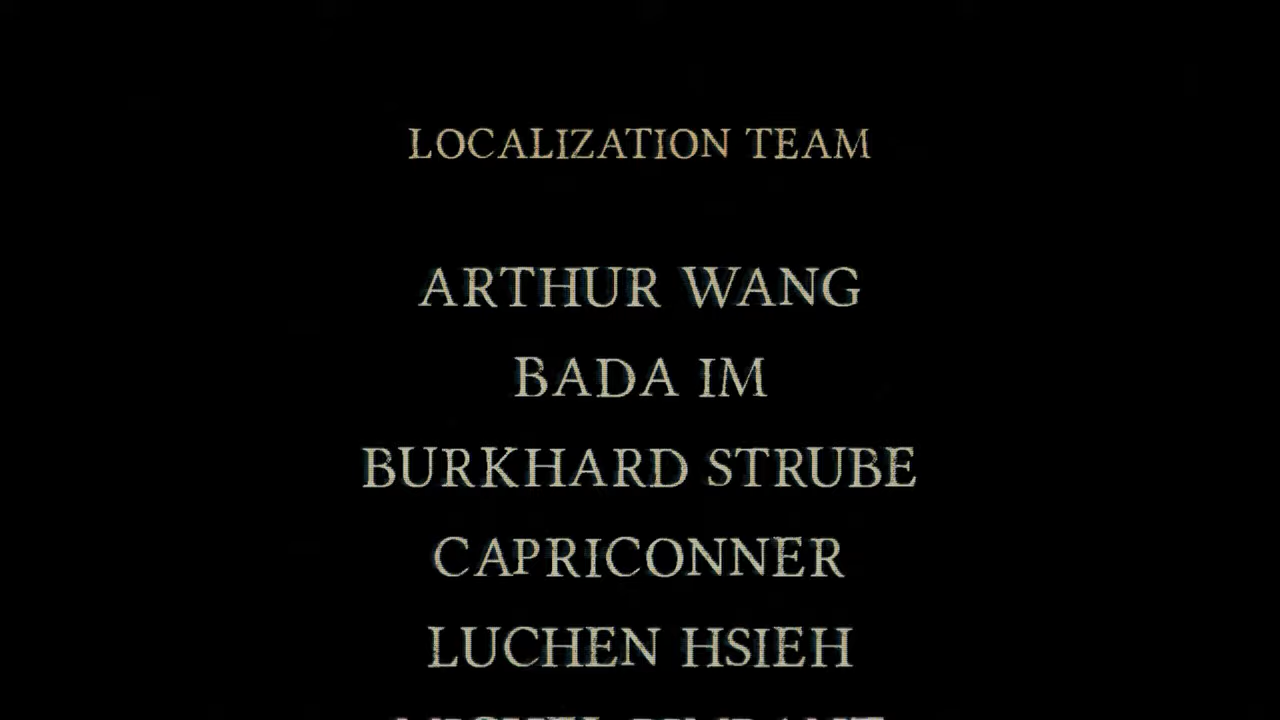 LOCALIZATION TEAM
ARTHUR WANG
BADA IM
BURKHARD STRUBE
CAPRICONNER
LUCHEN HSIEH